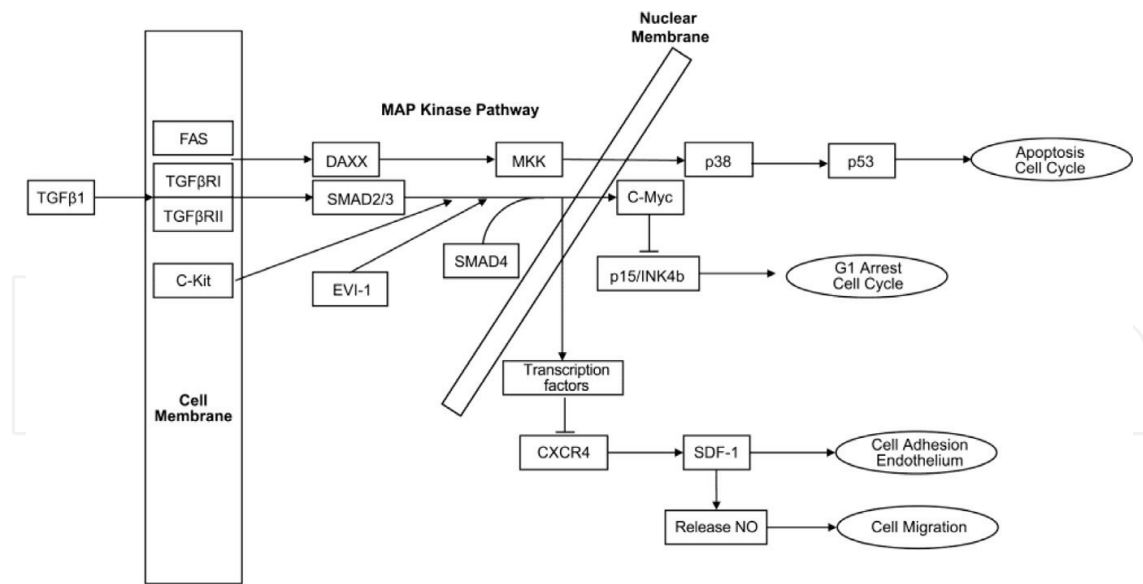 Nuclear
Membrane
MAP Kinase Pathway
FAS
DAXX
MKK
p38
p53
Apoptosis
Cell Cycle
TGFβ1
TGFβRI
TGFβRII
SMAD2/3
C-Myc
SMAD4
C-Kit
EVI-1
p15/INK4b
G1 Arrest
Cell Cycle
Transcription
factors
Cell
Membrane
CXCR4
SDF-1
Cell Adhesion
Endothelium
Release NO
Cell Migration